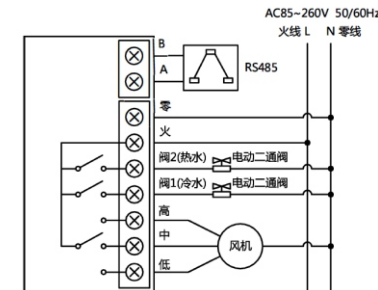 AC85~260V 50/60Hz
火线 L N 零线
B
A
RS485
零
火
阀2(热水) 电动二通阀
阀1(冷水) 电动二通阀
高
中
风机
低